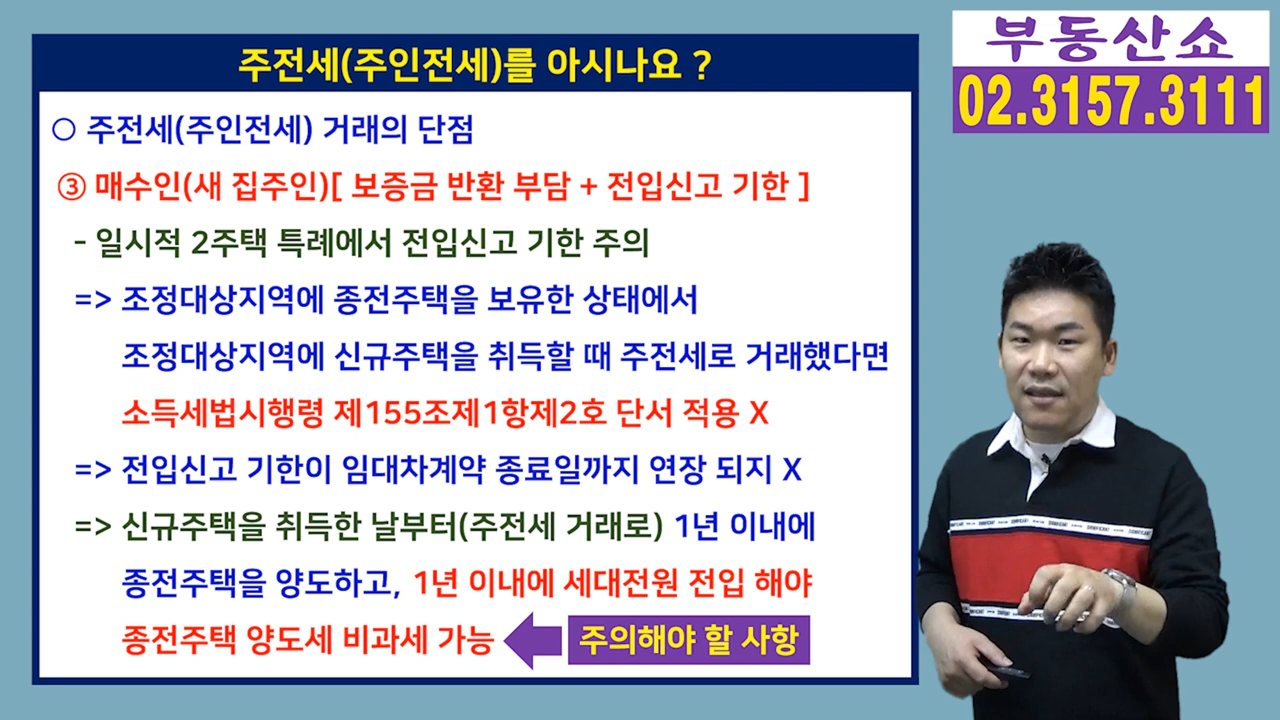 주전세(주인전세)를 아시나요 ?
부동산쇼
02.3157.3111
○ 주전세(주인전세) 거래의 단점
③ 매수인(새 집주인)[ 보증금 반환 부담 + 전입신고 기한 ]
- 일시적 2주택 특례에서 전입신고 기한 주의
=> 조정대상지역에 종전주택을 보유한 상태에서
조정대상지역에 신규주택을 취득할 때 주전세로 거래했다면
소득세법시행령 제155조제1항제2호 단서 적용 X
=> 전입신고 기한이 임대차계약 종료일까지 연장 되지 X
=> 신규주택을 취득한 날부터(주전세 거래로) 1년 이내에
종전주택을 양도하고, 1년 이내에 세대전원 전입 해야
종전주택 양도세 비과세 가능
주의해야 할 사항